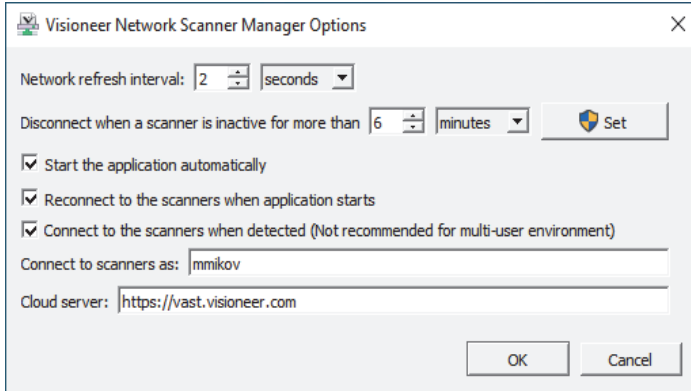 Visioneer Network Scanner Manager Options
Network refresh interval: 2 seconds
Disconnect when a scanner is inactive for more than 6 minutes Set
Start the application automatically
Reconnect to the scanners when application starts
Connect to the scanners when detected (Not recommended for multi-user environment)
Connect to scanners as: mmikov
Cloud server: https://vast.visioneer.com
OK Cancel